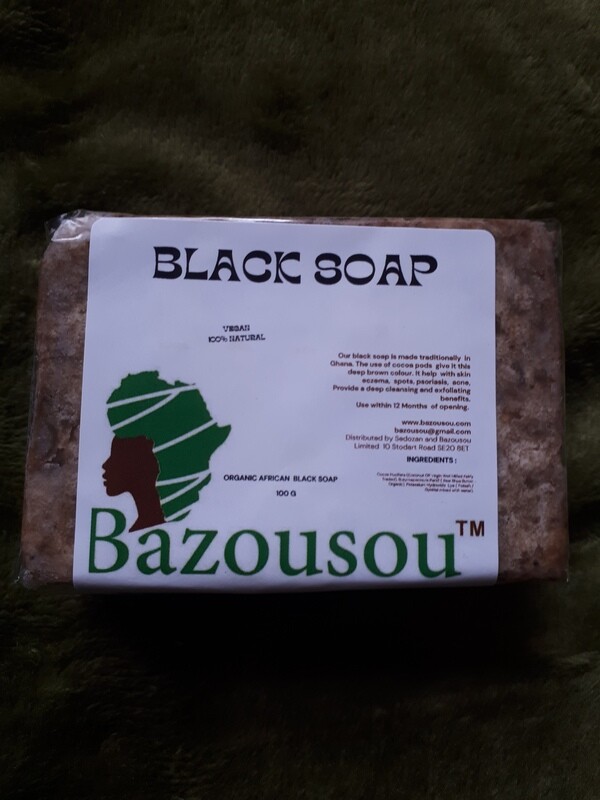 BLACK SOAP
VEGAN
100% NATURAL
Our black soap is made traditionally in
Ghana. The use of cocoa pods give it this
deep brown colour. It help with skin
eczema, spots, psoriasis, acne,
Provide a deep cleansing and exfoliating
benefits.
Use within 12 Months of opening.
www.bazousou.com
bazousou@gmail.com
Distributed by Sedozan and Bazousou
Limited 10 Stodart Road SE20 8ET
INGREDIENTS :
ORGANIC AFRICAN BLACK SOAP
100 G
Bazousou TM